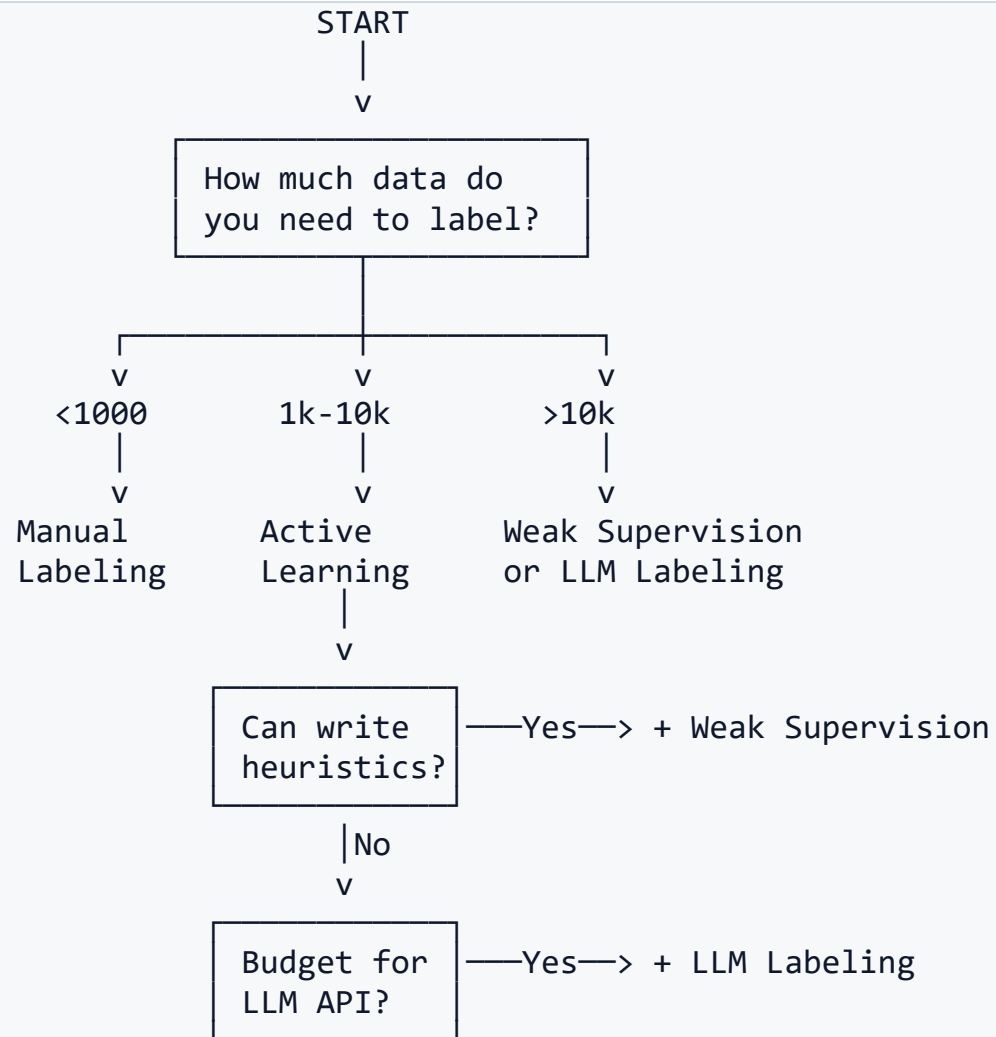 START
v
How much data do
you need to label?
v v v
<1000 1k-10k >10k
v v v
Manual Active Weak Supervision
Labeling Learning or LLM Labeling
v
Can write ───Yes──> + Weak Supervision
heuristics?
No
v
Budget for ───Yes──> + LLM Labeling
LLM API?